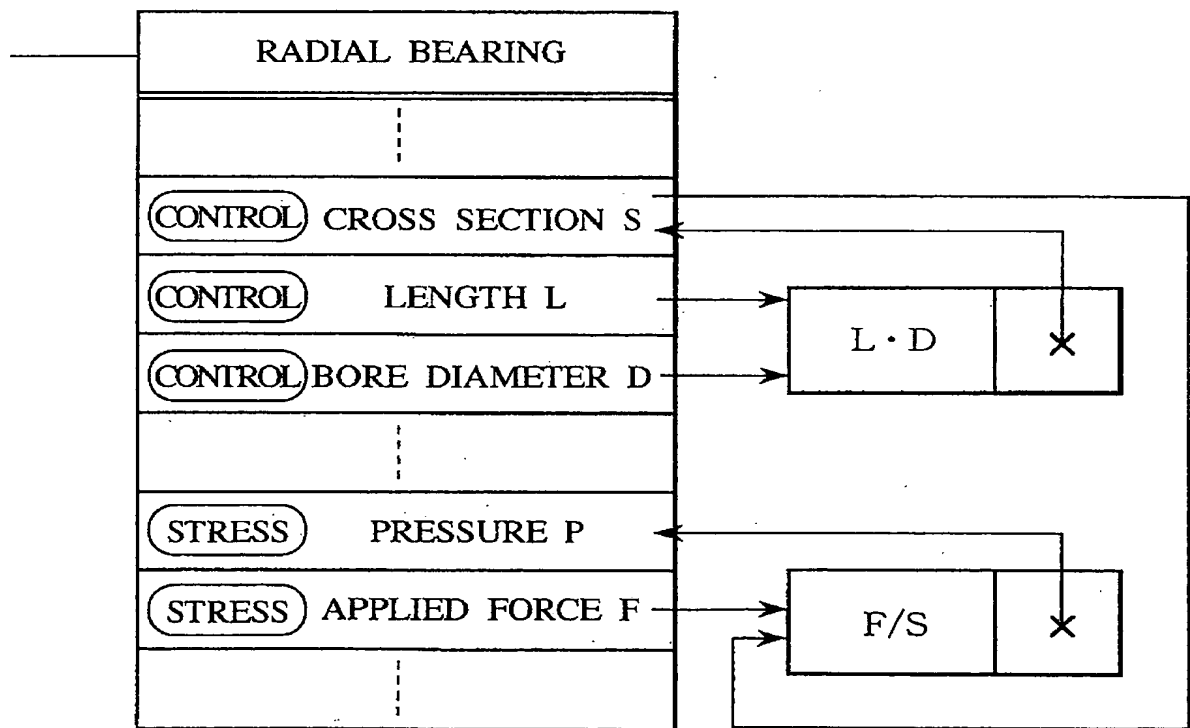 RADIAL BEARING
CONTROL CROSS SECTION S
CONTROL LENGTH L
L · D
CONTROL BORE DIAMETER D
STRESS PRESSURE P
STRESS APPLIED FORCE F
F/S